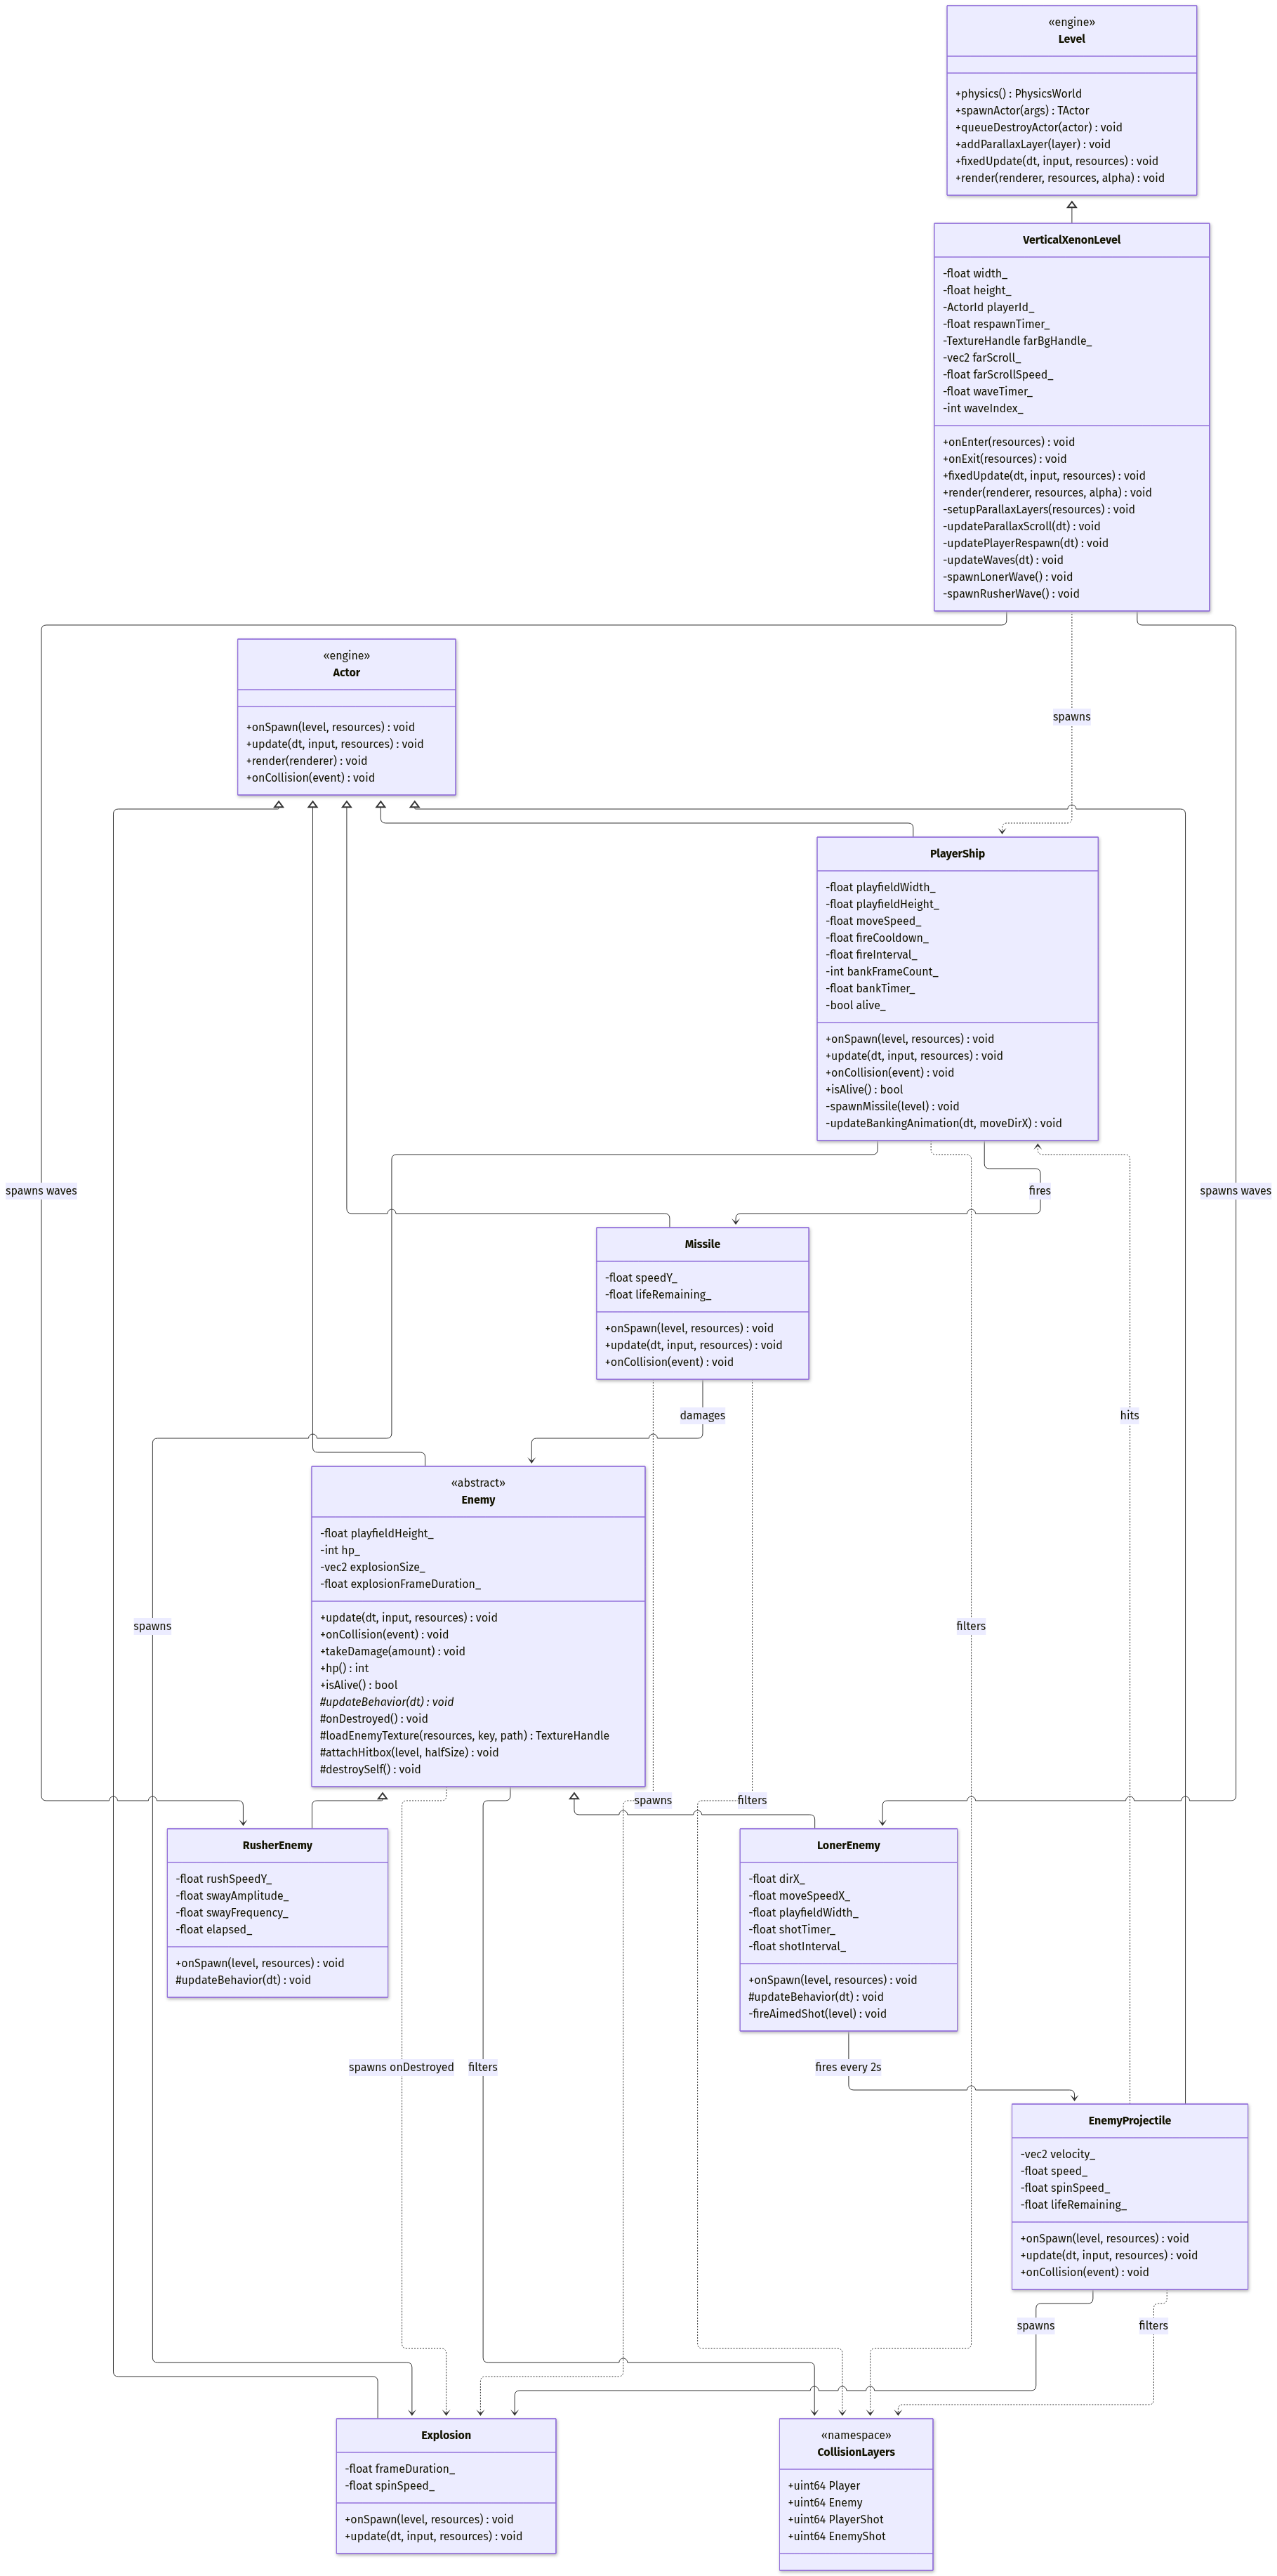 «engine»
Level
+physics() : PhysicsWorld
+spawnActor(args) : TActor
+queueDestroyActor(actor) : void
+addParallaxLayer(layer) : void
+fixedUpdate(dt, input, resources) : void
+render(renderer, resources, alpha) : void
VerticalXenonLevel
-float width_
-float height_
-ActorId playerId_
-float respawnTimer_
-TextureHandle farBgHandle_
-vec2 farScroll_
-float farScrollSpeed_
-float waveTimer_
-int waveIndex_
+onEnter(resources) : void
+onExit(resources) : void
+fixedUpdate(dt, input, resources) : void
+render(renderer, resources, alpha) : void
-setupParallaxLayers(resources) : void
-updateParallaxScroll(dt) : void
-updatePlayerRespawn(dt) : void
-updateWaves(dt) : void
-spawnLonerWave() : void
-spawnRusherWave() : void
«engine»
Actor
+onSpawn(level, resources) : void
+update(dt, input, resources) : void
+render(renderer) : void
+onCollision(event) : void
spawns
PlayerShip
-float playfieldWidth_
-float playfieldHeight_
-float moveSpeed_
-float fireCooldown_
-float fireInterval_
-int bankFrameCount_
-float bankTimer_
-bool alive_
+onSpawn(level, resources) : void
+update(dt, input, resources) : void
+onCollision(event) : void
+isAlive() : bool
-spawnMissile(level) : void
-updateBankingAnimation(dt, moveDirX) : void
spawns waves
fires
spawns waves
Missile
-float speedY_
-float lifeRemaining_
+onSpawn(level, resources) : void
+update(dt, input, resources) : void
+onCollision(event) : void
damages
hits
«abstract»
Enemy
-float playfieldHeight_
-int hp_
-vec2 explosionSize_
-float explosionFrameDuration_
+update(dt, input, resources) : void
+onCollision(event) : void
+takeDamage(amount) : void
+hp() : int
+isAlive() : bool
#updateBehavior(dt) : void
#onDestroyed() : void
#loadEnemyTexture(resources, key, path) : TextureHandle
#attachHitbox(level, halfSize) : void
#destroySelf() : void
spawns
filters
spawns
filters
RusherEnemy
-float rushSpeedY_
-float swayAmplitude_
-float swayFrequency_
-float elapsed_
+onSpawn(level, resources) : void
#updateBehavior(dt) : void
LonerEnemy
-float dirX_
-float moveSpeedX_
-float playfieldWidth_
-float shotTimer_
-float shotInterval_
+onSpawn(level, resources) : void
#updateBehavior(dt) : void
-fireAimedShot(level) : void
spawns onDestroyed
filters
fires every 2s
EnemyProjectile
-vec2 velocity_
-float speed_
-float spinSpeed_
-float lifeRemaining_
+onSpawn(level, resources) : void
+update(dt, input, resources) : void
+onCollision(event) : void
spawns
filters
Explosion
-float frameDuration_
-float spinSpeed_
+onSpawn(level, resources) : void
+update(dt, input, resources) : void
«namespace»
CollisionLayers
+uint64 Player
+uint64 Enemy
+uint64 PlayerShot
+uint64 EnemyShot